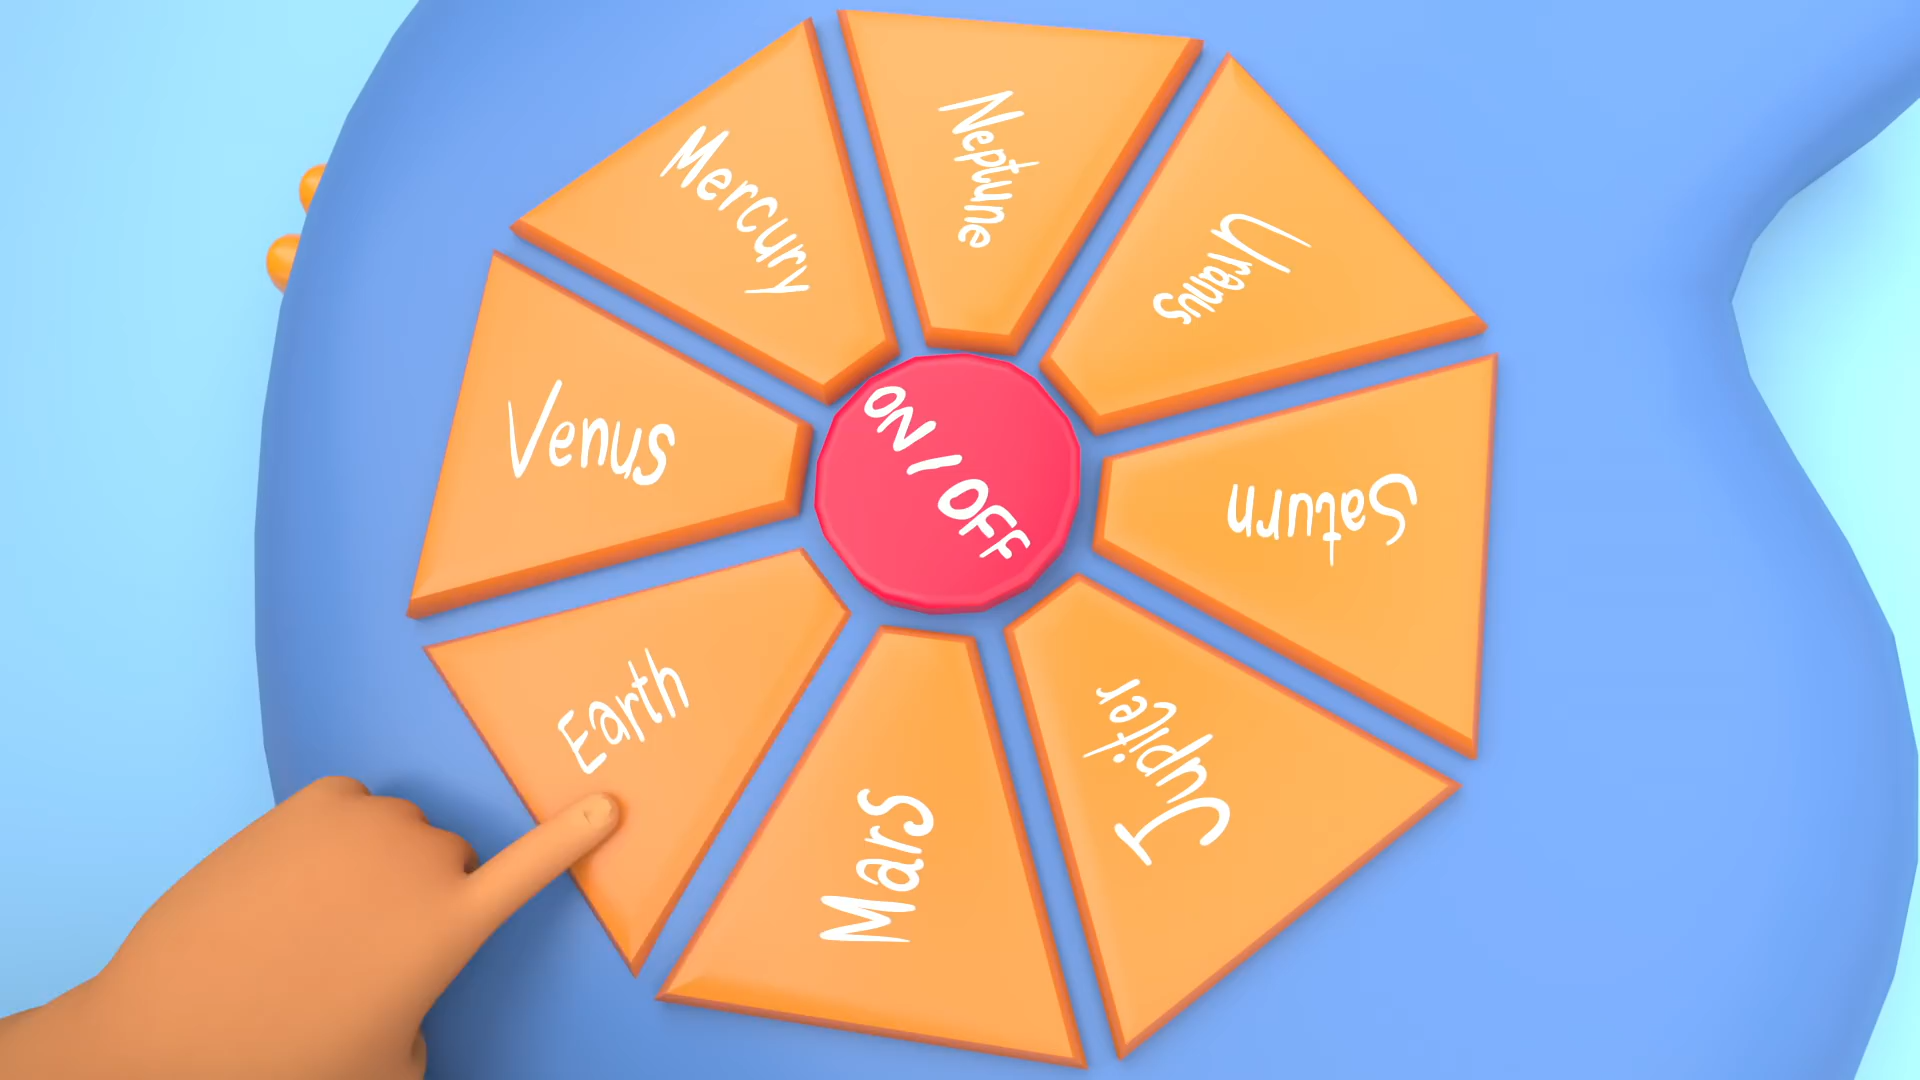 Neptune
Uranus
Saturn
Jupiter
Mars
Earth
Venus
Mercury
ON / OFF